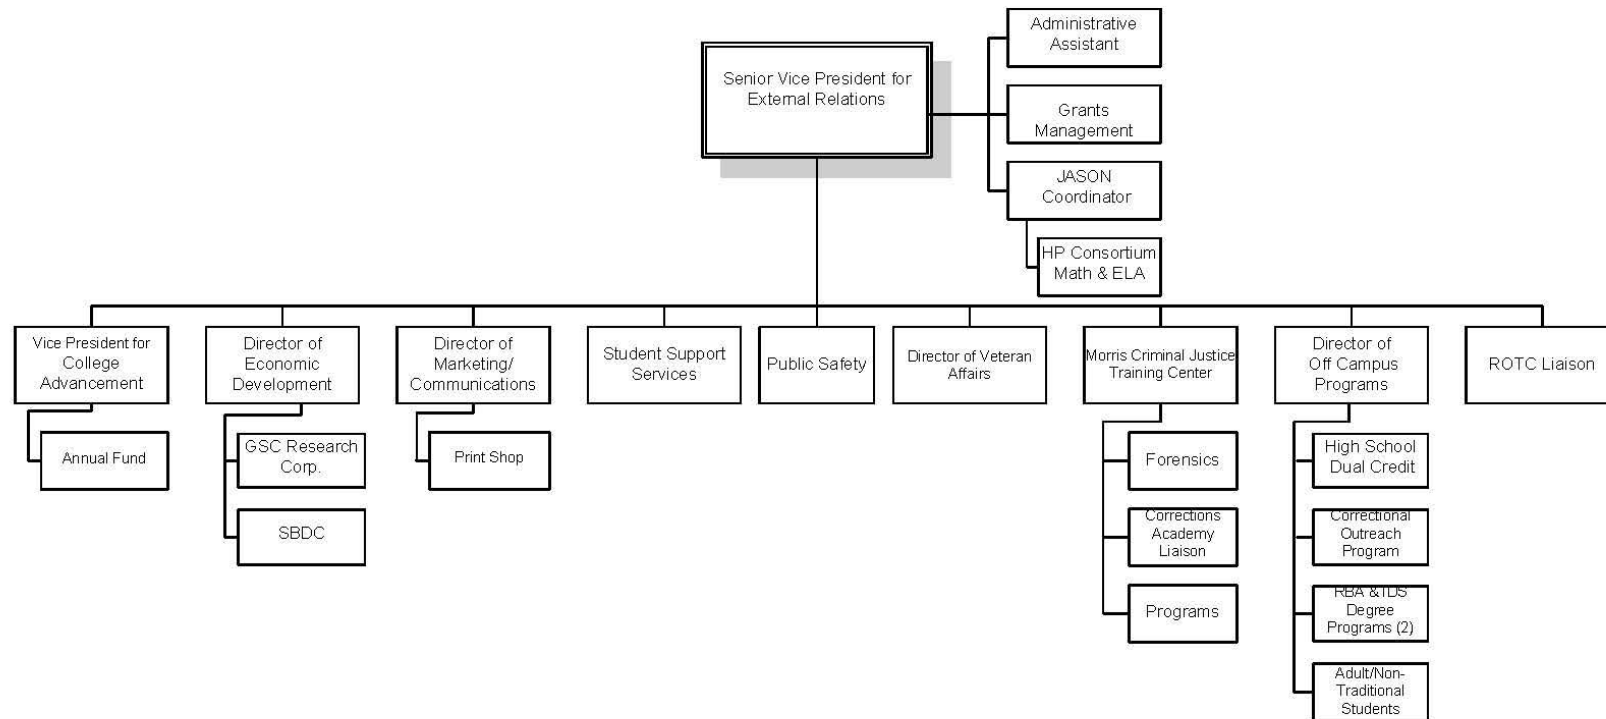 Administrative
Assistant
Senior Vice President for
External Relations
Grants
Management
JASON
Coordinator
HP Consortium
Math & ELA
Vice President for
College
Advancement
Director of
Economic
Development
Director of
Marketing/
Communications
Student Support
Services
Public Safety
Director of Veteran
Affairs
Morris Criminal Justice
Training Center
Director of
Off Campus
Programs
ROTC Liaison
Annual Fund
GSC Research
Corp.
SBDC
Print Shop
Forensics
Corrections
Academy
Liaison
Programs
High School
Dual Credit
Correctional
Outreach
Program
RBA & IDS
Degree
Programs (2)
Adult/Non-
Traditional
Students